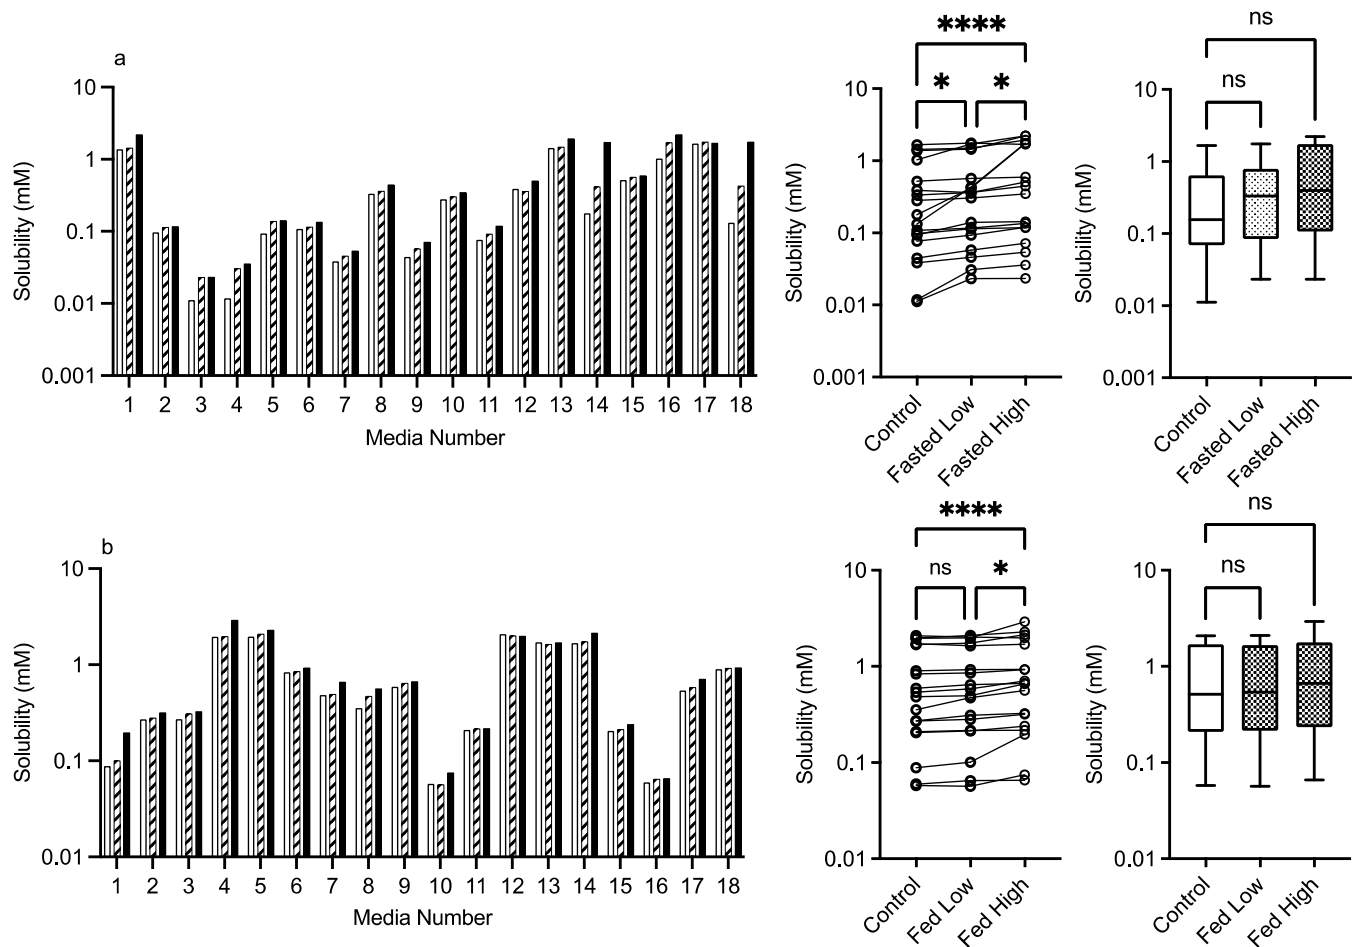 a
Solubility (mM)
10
1
0.1
0.01
0.001
1 2 3 4 5 6 7 8 9 10 11 12 13 14 15 16 17 18
Media Number
****
* *
Solubility (mM)
10
1
0.1
0.01
0.001
Control
Fasted Low
Fasted High
ns
ns
Solubility (mM)
10
1
0.1
0.01
0.001
Control
Fasted Low
Fasted High
b
Solubility (mM)
10
1
0.1
0.01
1 2 3 4 5 6 7 8 9 10 11 12 13 14 15 16 17 18
Media Number
****
ns *
Solubility (mM)
10
1
0.1
0.01
Control
Fed Low
Fed High
ns
ns
Solubility (mM)
10
1
0.1
0.01
Control
Fed Low
Fed High